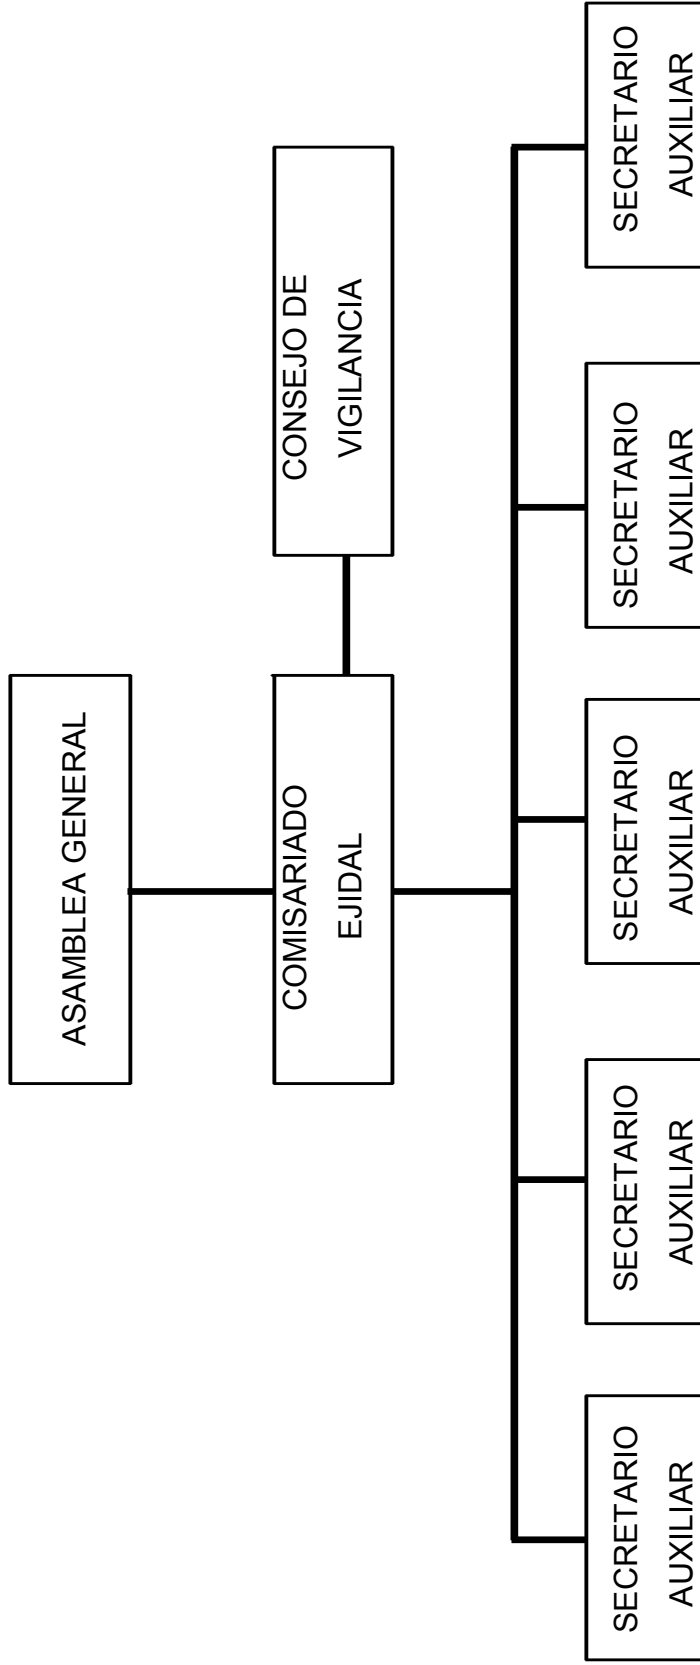 ASAMBLEA GENERAL
COMISARIADO
EJIDAL
CONSEJO DE
VIGILANCIA
SECRETARIO
AUXILIAR
SECRETARIO
AUXILIAR
SECRETARIO
AUXILIAR
SECRETARIO
AUXILIAR
SECRETARIO
AUXILIAR